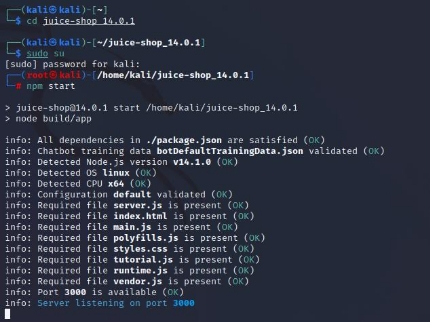 ┌──(kali㉿kali)-[~]
└─$ cd juice-shop_14.0.1
┌──(kali㉿kali)-[~/juice-shop_14.0.1]
└─$ sudo su
[sudo] password for kali:
┌──(root㉿kali)-[/home/kali/juice-shop_14.0.1]
└─# npm start
> juice-shop@14.0.1 start /home/kali/juice-shop_14.0.1
> node build/app
info: All dependencies in ./package.json are satisfied (OK)
info: Chatbot training data botDefaultTrainingData.json validated (OK)
info: Detected Node.js version v14.1.0 (OK)
info: Detected OS linux (OK)
info: Detected CPU x64 (OK)
info: Configuration default validated (OK)
info: Required file server.js is present (OK)
info: Required file index.html is present (OK)
info: Required file main.js is present (OK)
info: Required file polyfills.js is present (OK)
info: Required file styles.css is present (OK)
info: Required file tutorial.js is present (OK)
info: Required file runtime.js is present (OK)
info: Required file vendor.js is present (OK)
info: Port 3000 is available (OK)
info: Server listening on port 3000